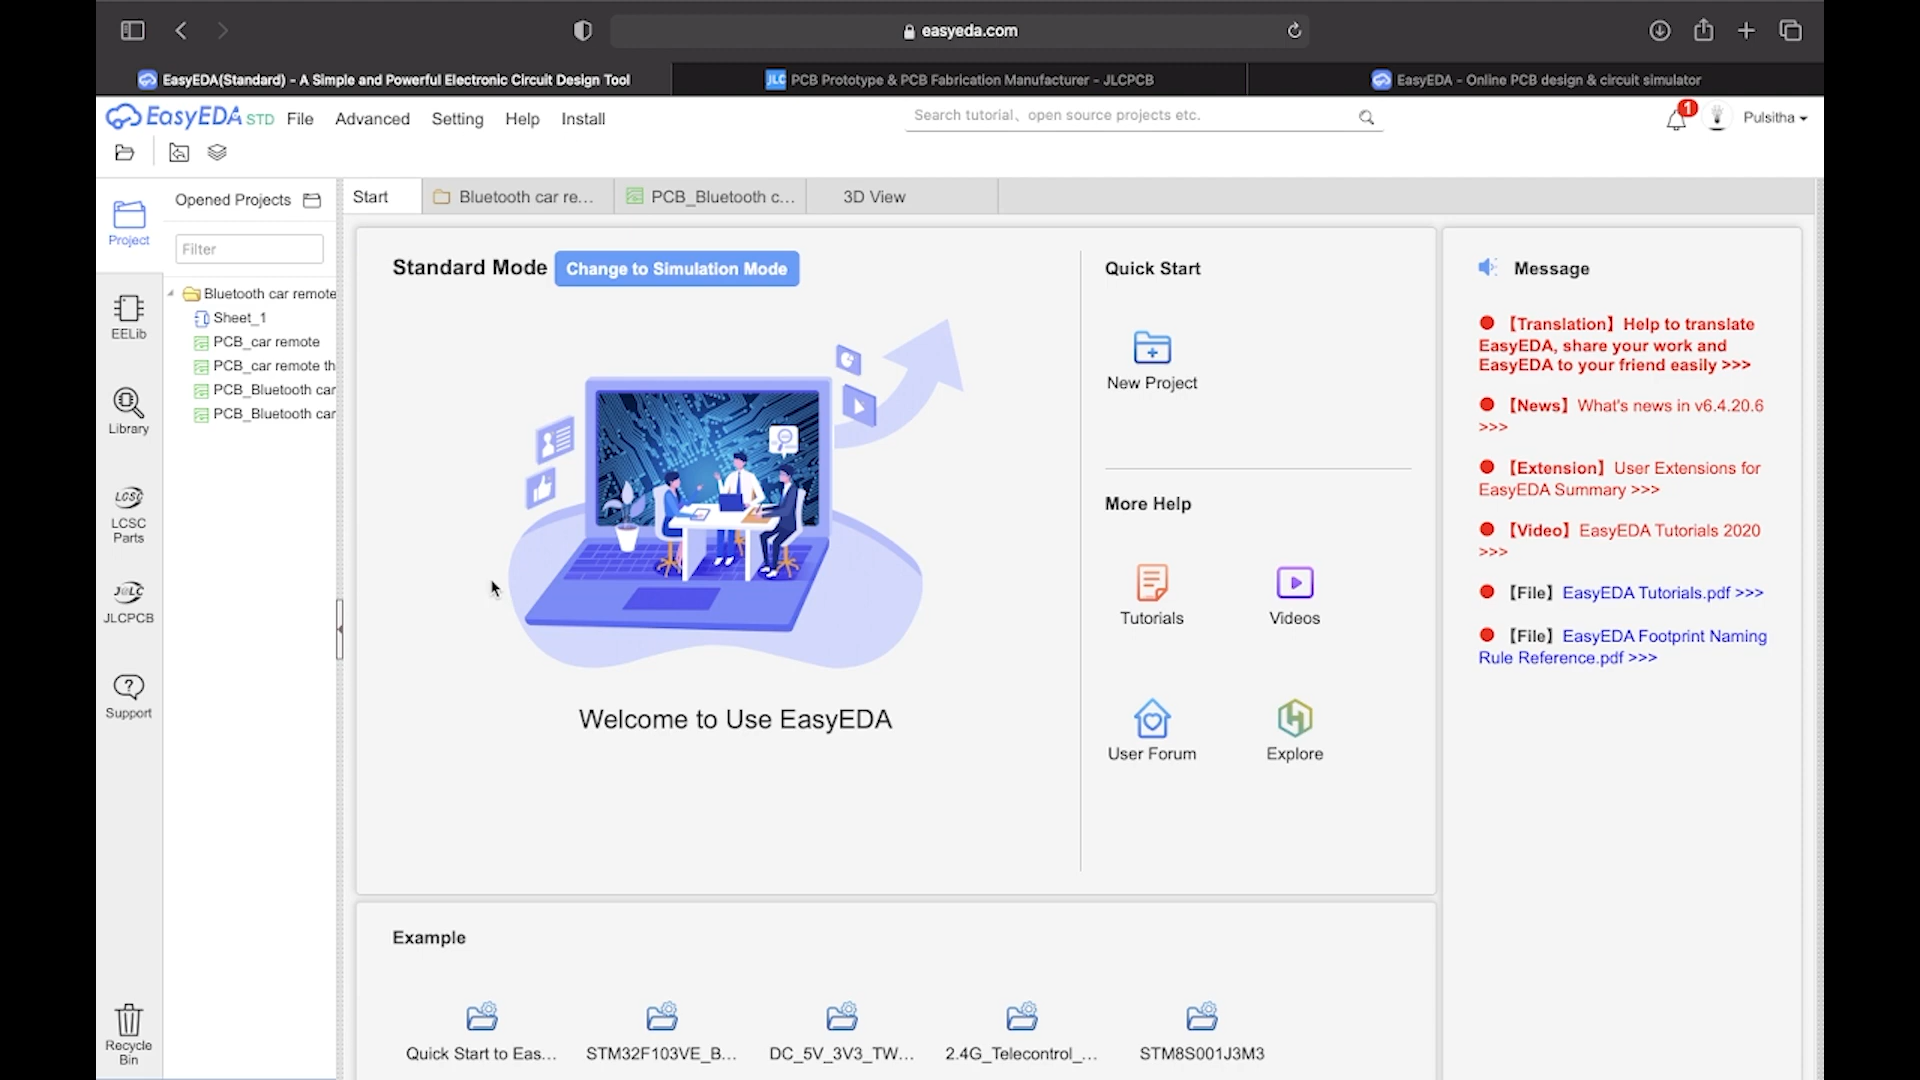 easyeda.com
EasyEDA(Standard) - A Simple and Powerful Electronic Circuit Design Tool
JLC PCB Prototype & PCB Fabrication Manufacturer - JLCPCB
EasyEDA - Online PCB design & circuit simulator
EasyEDA STD File Advanced Setting Help Install
Search tutorial、open source projects etc.
1
Pulsitha
Project
EELib
Library
LCSC
LCSC
Parts
J@LC
JLCPCB
Support
Recycle
Bin
Opened Projects
Filter
Bluetooth car remote
Sheet_1
PCB_car remote
PCB_car remote th
PCB_Bluetooth car
PCB_Bluetooth car
Start
Bluetooth car re...
PCB_Bluetooth c...
3D View
Standard Mode
Change to Simulation Mode
Welcome to Use EasyEDA
Quick Start
New Project
More Help
Tutorials
Videos
User Forum
Explore
Message
【Translation】Help to translate
EasyEDA, share your work and
EasyEDA to your friend easily >>>
【News】What's news in v6.4.20.6
>>>
【Extension】User Extensions for
EasyEDA Summary >>>
【Video】EasyEDA Tutorials 2020
>>>
【File】EasyEDA Tutorials.pdf >>>
【File】EasyEDA Footprint Naming
Rule Reference.pdf >>>
Example
Quick Start to Eas...
STM32F103VE_B...
DC_5V_3V3_TW...
2.4G_Telecontrol_...
STM8S001J3M3